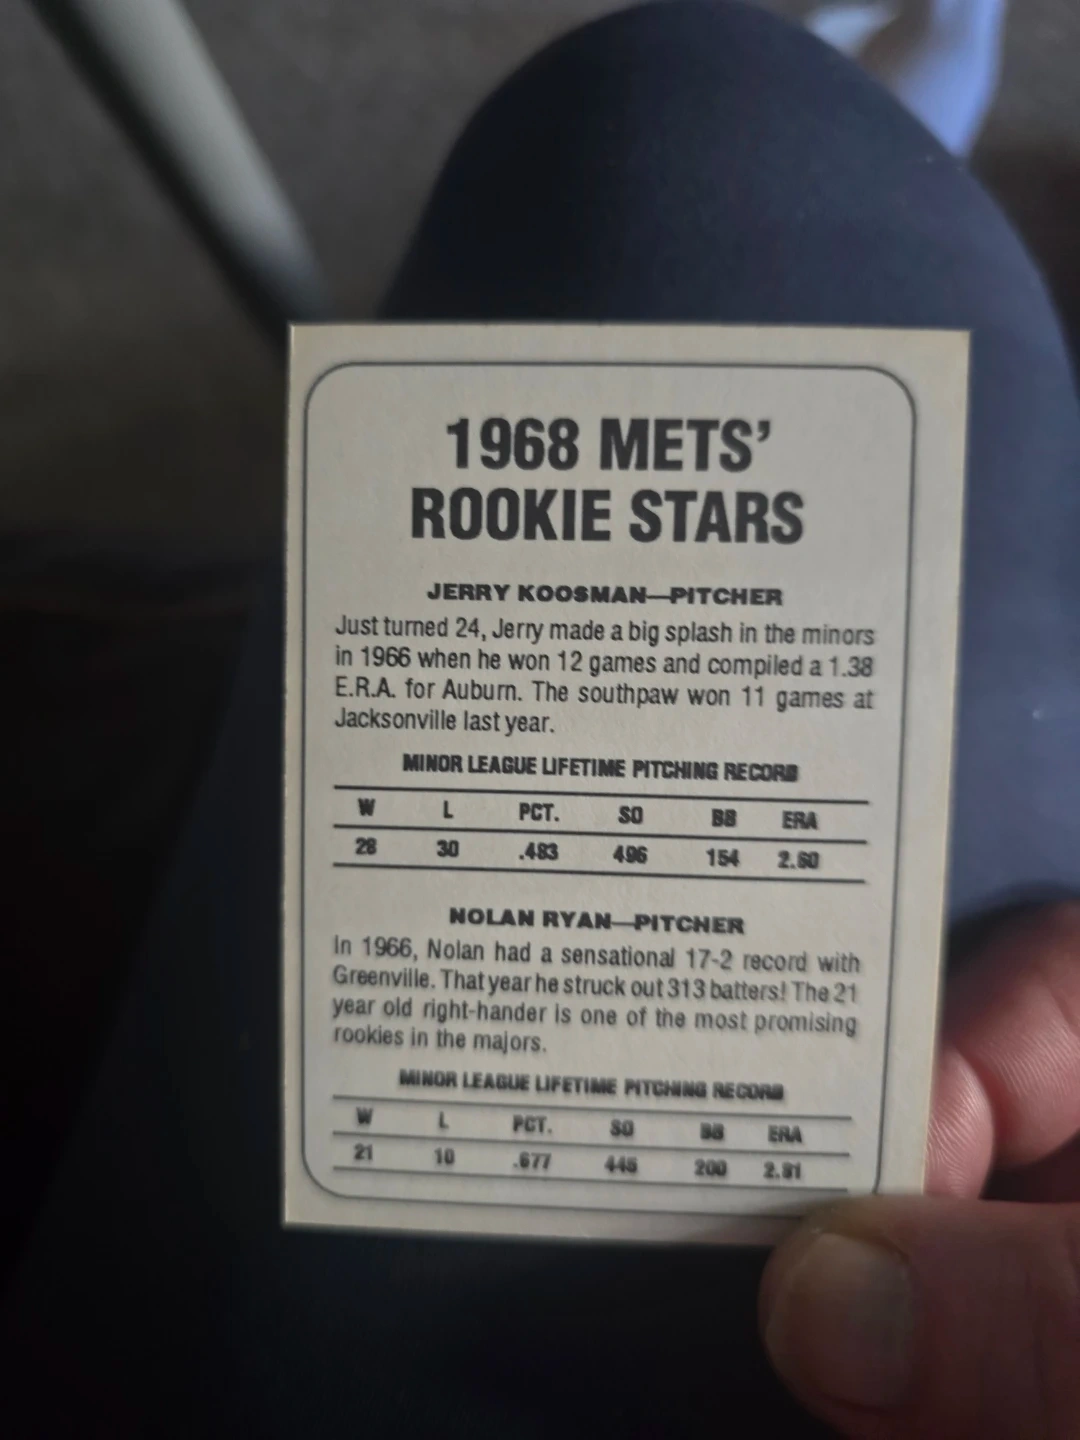 1968 METS'
ROOKIE STARS
JERRY KOOSMAN—PITCHER
Just turned 24, Jerry made a big splash in the minors
in 1966 when he won 12 games and compiled a 1.38
E.R.A. for Auburn. The southpaw won 11 games at
Jacksonville last year.
MINOR LEAGUE LIFETIME PITCHING RECORD
W L PCT. SO BB ERA
28 30 .483 496 154 2.60
NOLAN RYAN—PITCHER
In 1966, Nolan had a sensational 17-2 record with
Greenville. That year he struck out 313 batters! The 21
year old right-hander is one of the most promising
rookies in the majors.
MINOR LEAGUE LIFETIME PITCHING RECORD
W L PCT. SO BB ERA
21 10 .677 445 200 2.81